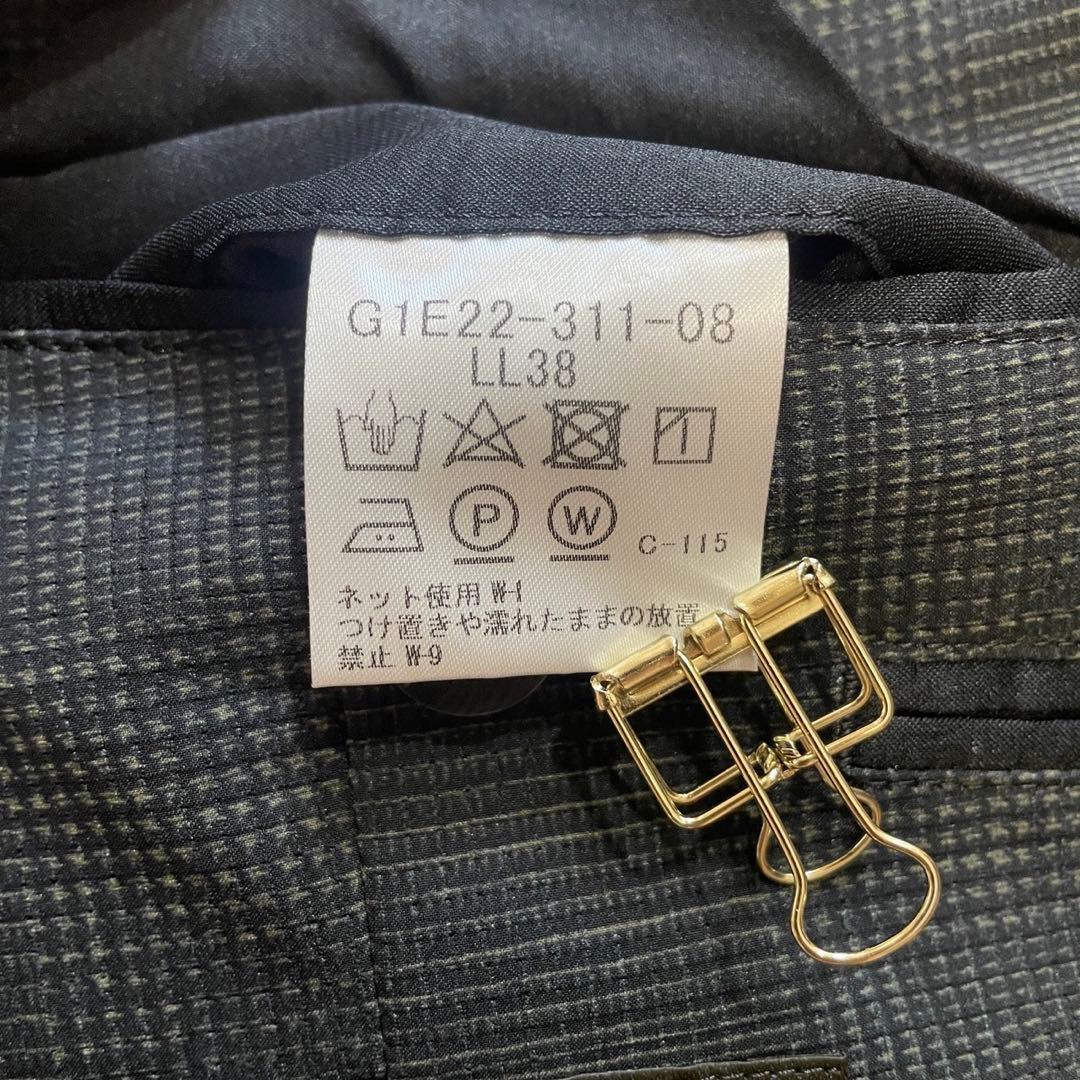 G1E22-311-08
LL38
P W C-115
ネット使用 W-1
つけ置きや濡れたままの放置
禁止 W-9